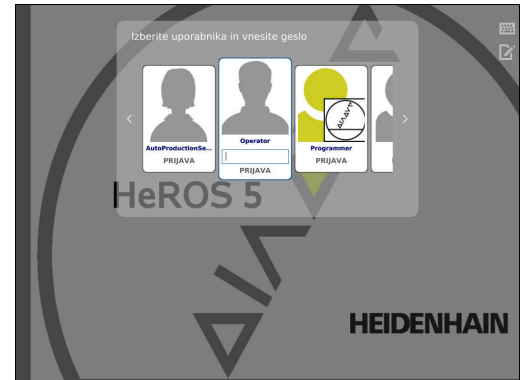 Izberite uporabnika in vnesite geslo
AutoProductionSe...
PRIJAVA
Operator
PRIJAVA
Programmer
PRIJAVA
HeROS 5
HEIDENHAIN